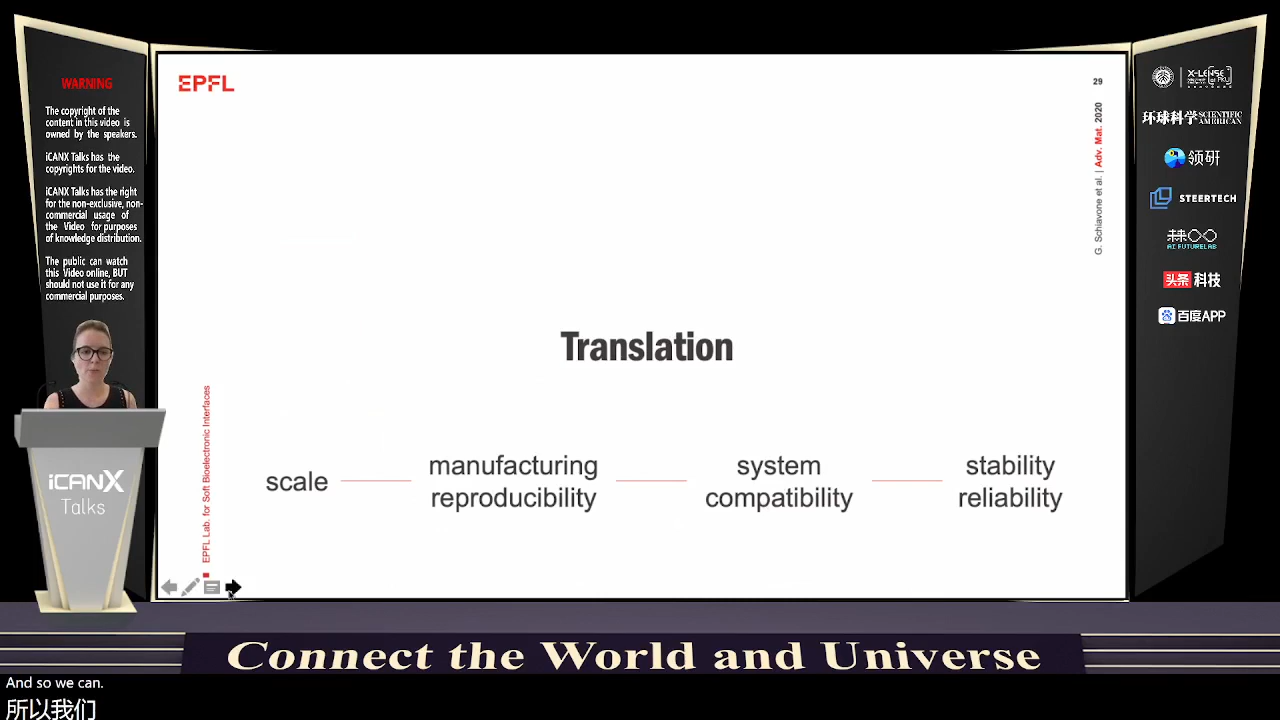 WARNING
The copyright of the
content in this video is
owned by the speakers.
iCANX Talks has the
copyrights for the video.
iCANX Talks has the right
for the non-exclusive, non-
commercial usage of
the Video for purposes
of knowledge distribution.
The public can watch
this Video online, BUT
should not use it for any
commercial purposes.
iCANX
Talks
EPFL
29
G. Schiavone et al. | Adv. Mat. 2020
Translation
scale
manufacturing
reproducibility
system
compatibility
stability
reliability
EPFL Lab. for Soft Bioelectronic Interfaces
X-LENSE
环球科学 SCIENTIFIC AMERICAN
领研
STEERTECH
AI FUTURELAB
头条 科技
百度APP
Connect the World and Universe
And so we can.
所以我们